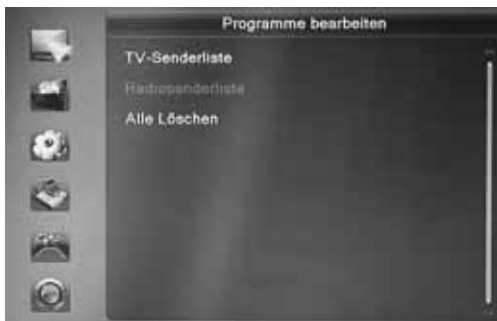 Programme bearbeiten
TV-Senderliste
Radiosenderliste
Alle Löschen